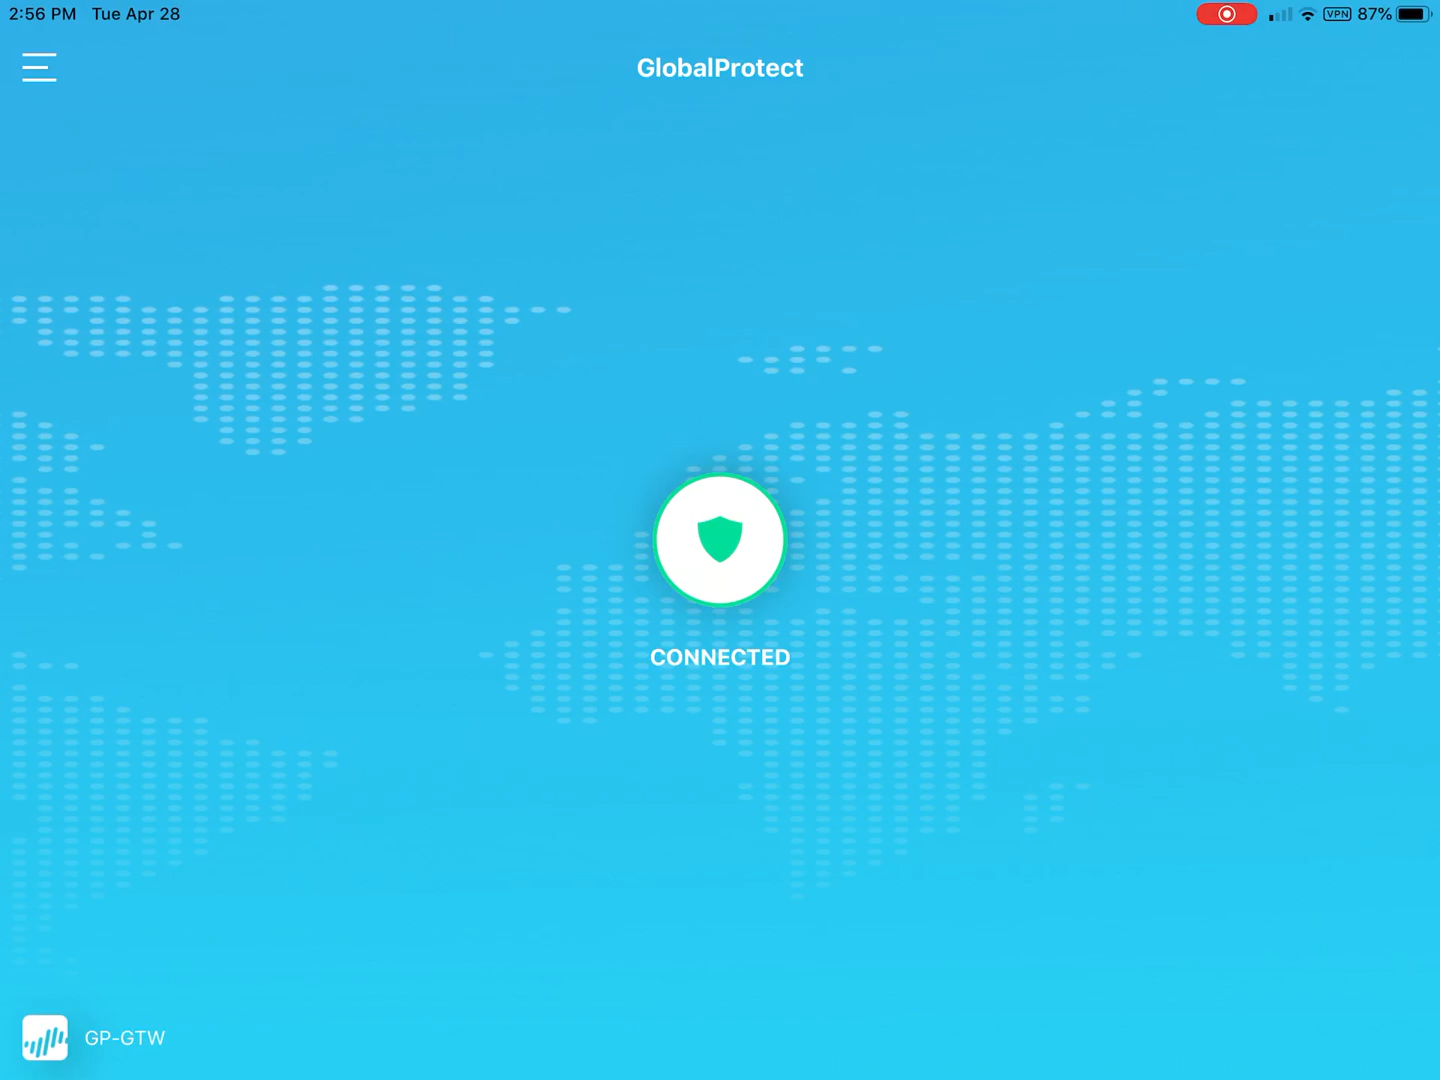 2:56 PM Tue Apr 28
VPN 87%
GlobalProtect
CONNECTED
GP-GTW